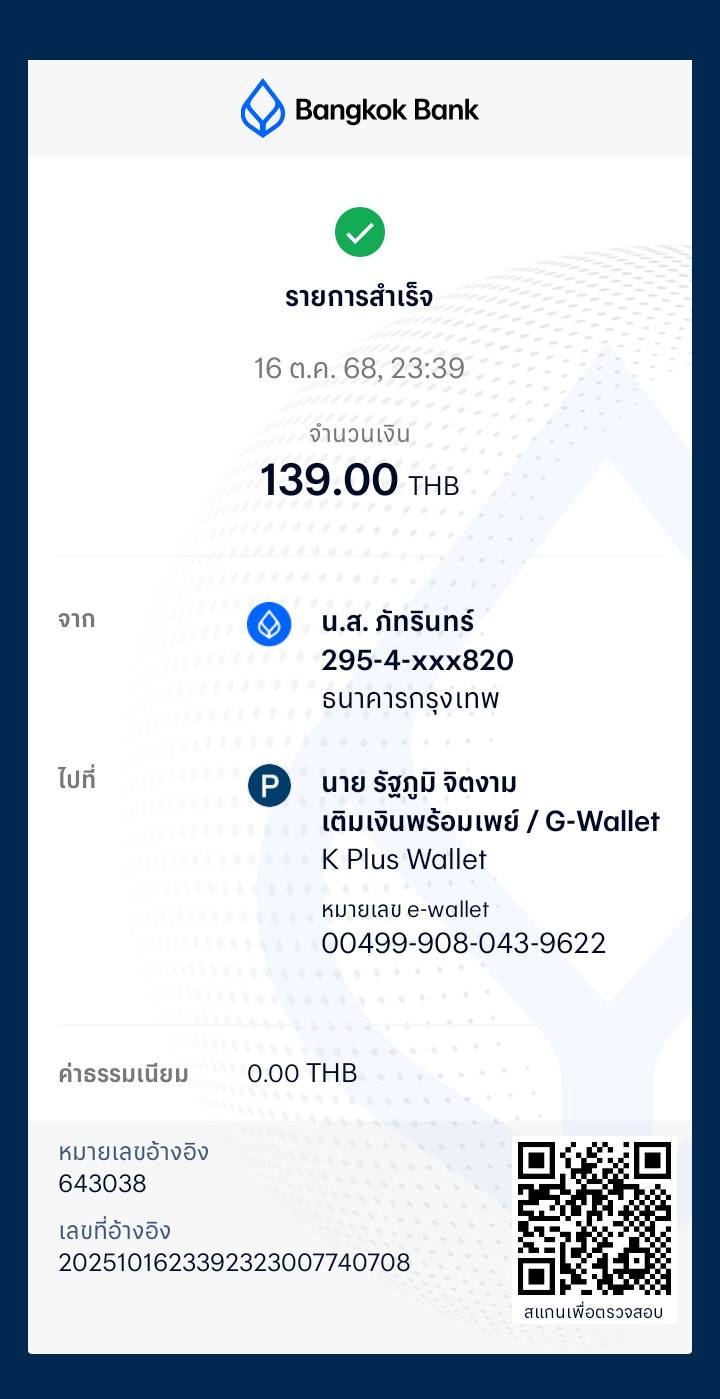 Bangkok Bank
รายการสำเร็จ
16 ต.ค. 68, 23:39
จำนวนเงิน
139.00 THB
จาก
น.ส. ภัทรินทร์
295-4-xxx820
ธนาคารกรุงเทพ
ไปที่
P
นาย รัฐภูมิ จิตงาม
เติมเงินพร้อมเพย์ / G-Wallet
K Plus Wallet
หมายเลข e-wallet
00499-908-043-9622
ค่าธรรมเนียม 0.00 THB
หมายเลขอ้างอิง
643038
เลขที่อ้างอิง
2025101623392323007740708
สแกนเพื่อตรวจสอบ